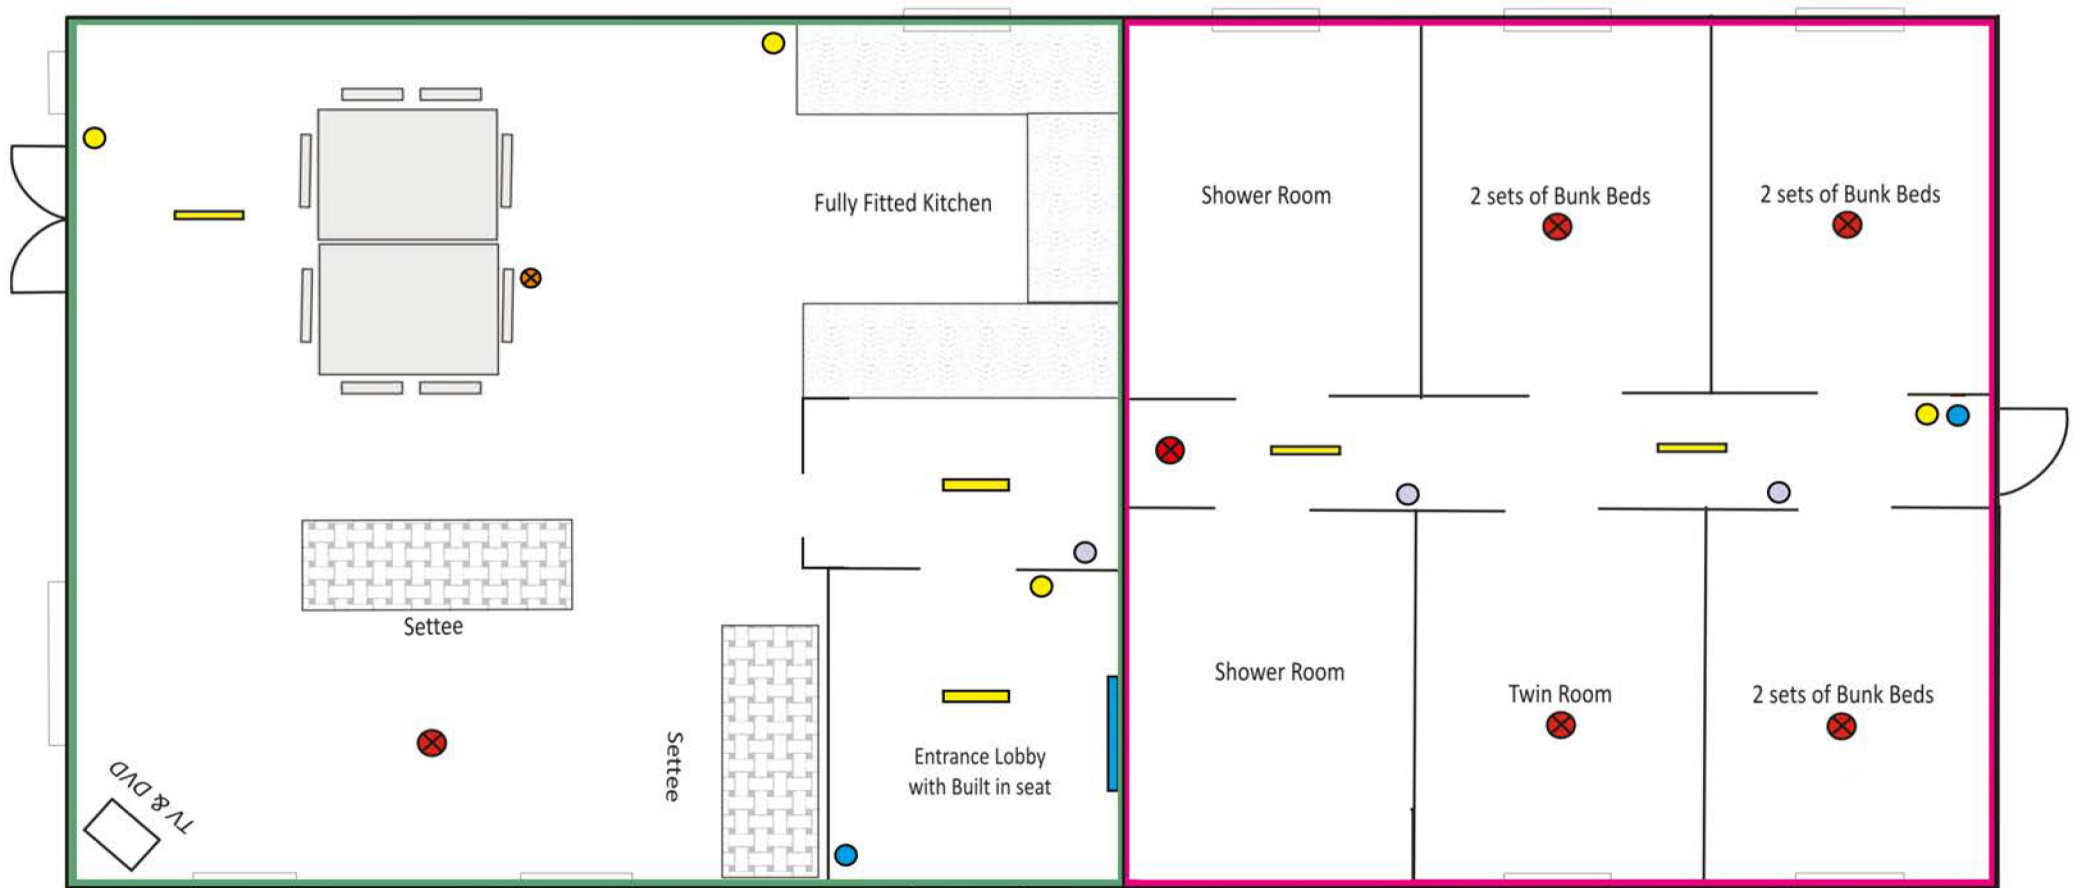 Fully Fitted Kitchen
Shower Room
2 sets of Bunk Beds
2 sets of Bunk Beds
Settee
Settee
TV & DVD
Entrance Lobby
with Built in seat
Shower Room
Twin Room
2 sets of Bunk Beds